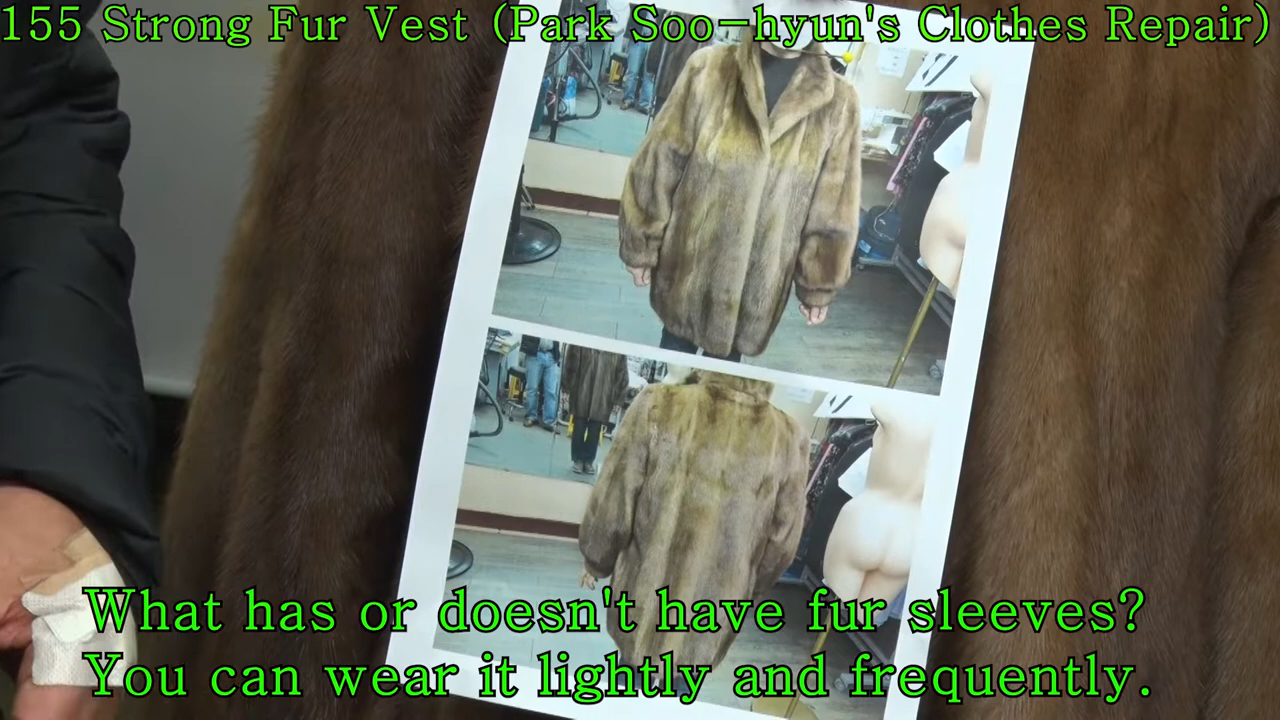 155 Strong Fur Vest (Park Soo-hyun's Clothes Repair)
What has or doesn't have fur sleeves?
You can wear it lightly and frequently.